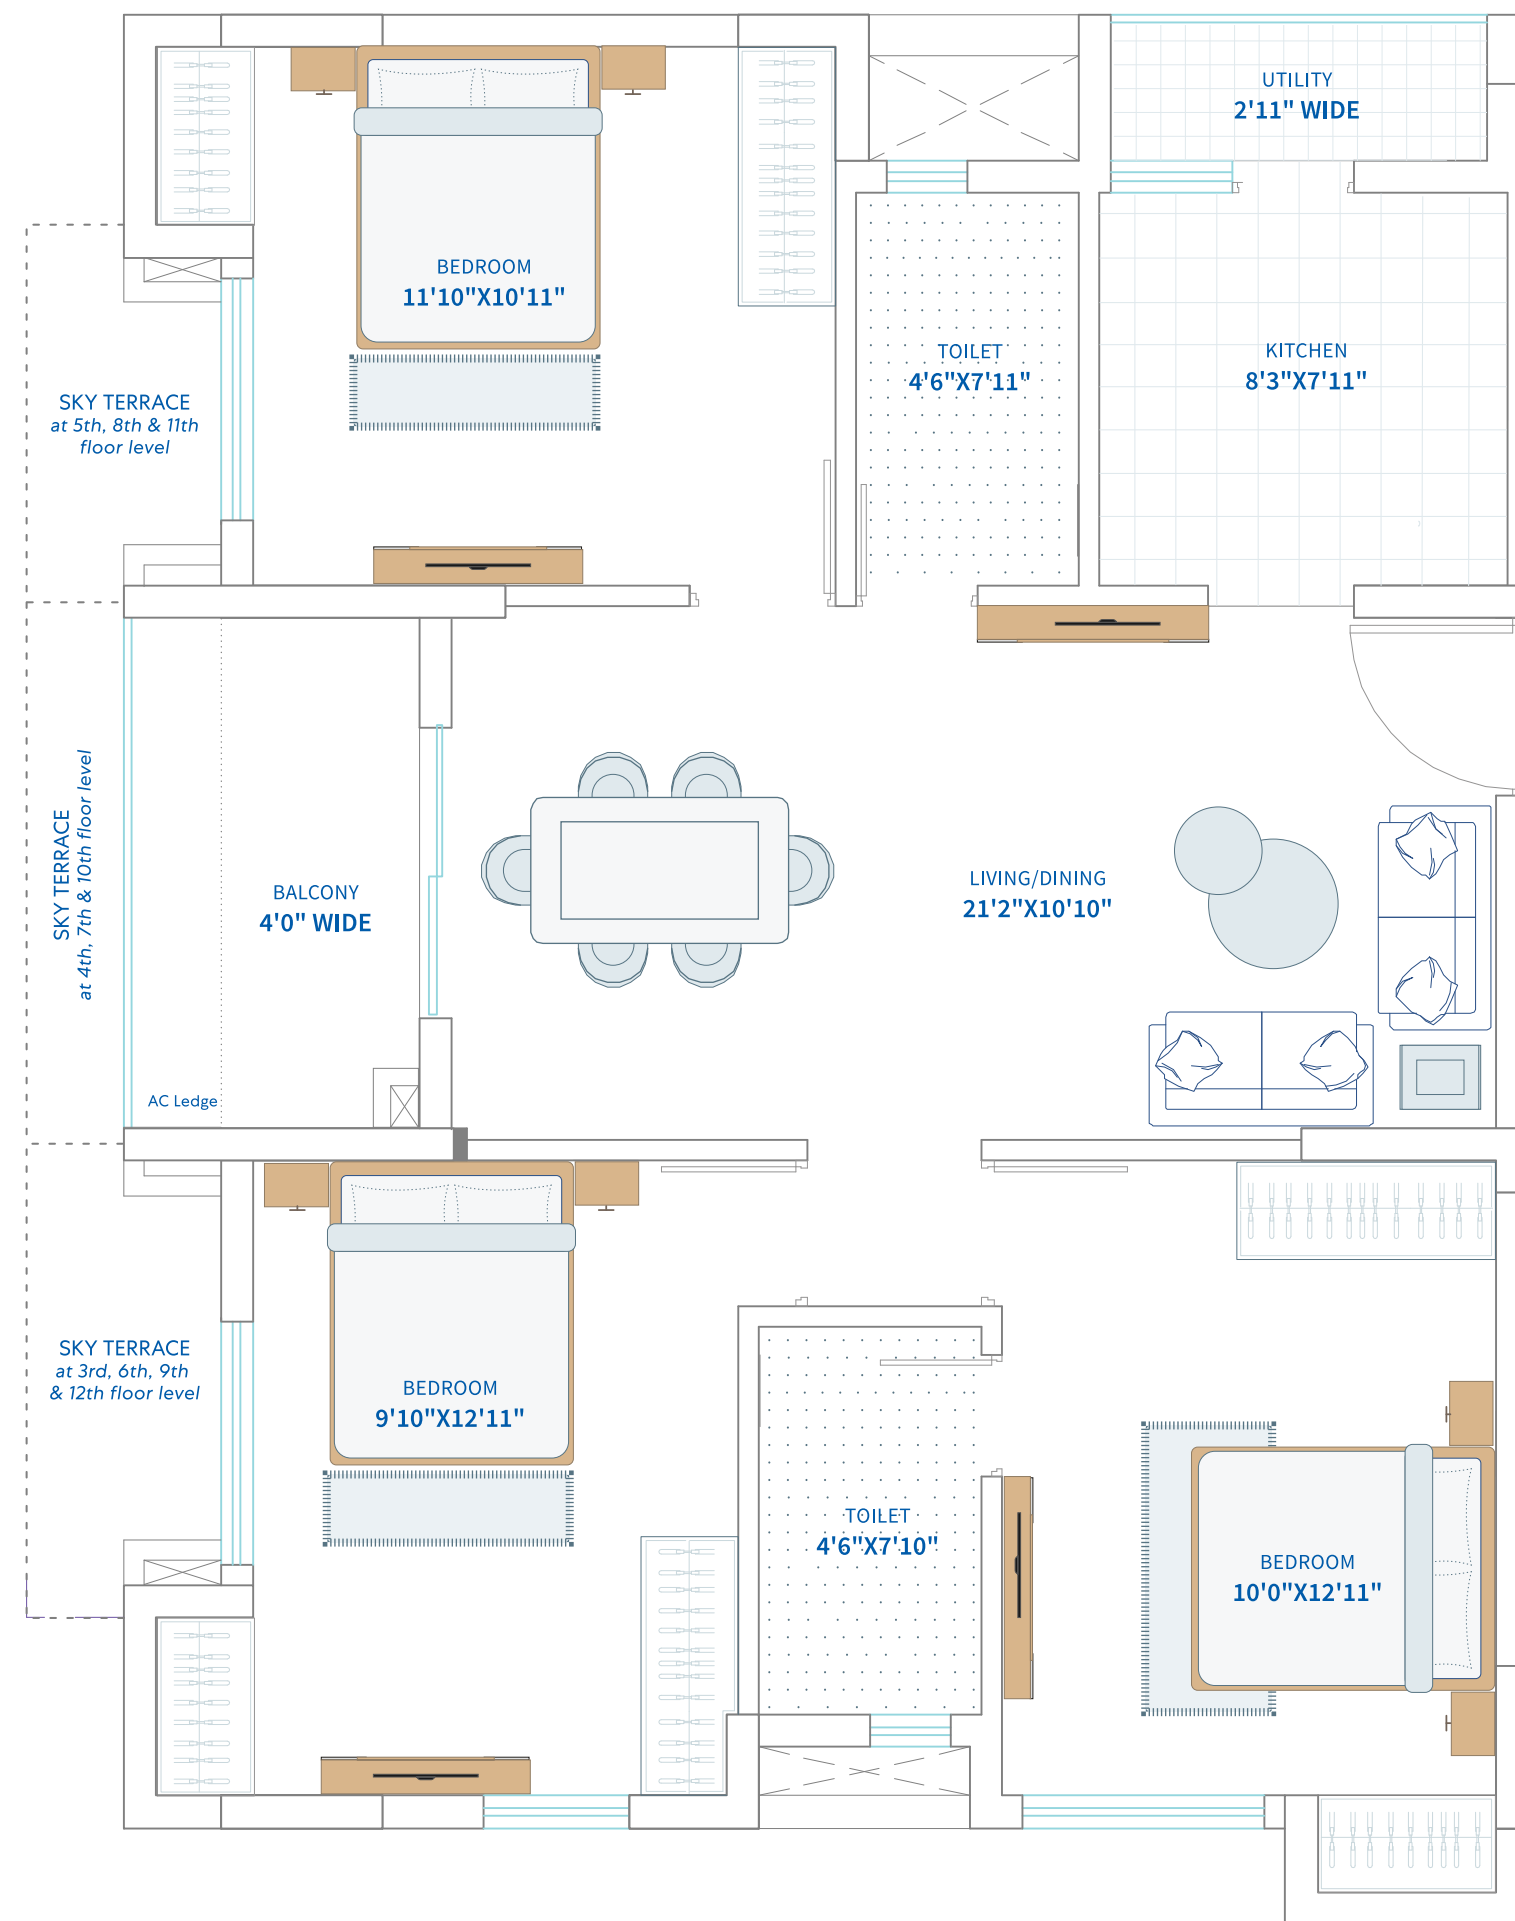 UTILITY
2'11" WIDE
BEDROOM
11'10"X10'11"
TOILET
4'6"X7'11"
KITCHEN
8'3"X7'11"
SKY TERRACE
at 5th, 8th & 11th
floor level
SKY TERRACE
at 4th, 7th & 10th floor level
BALCONY
4'0" WIDE
LIVING/DINING
21'2"X10'10"
AC Ledge
SKY TERRACE
at 3rd, 6th, 9th
& 12th floor level
BEDROOM
9'10"X12'11"
TOILET
4'6"X7'10"
BEDROOM
10'0"X12'11"